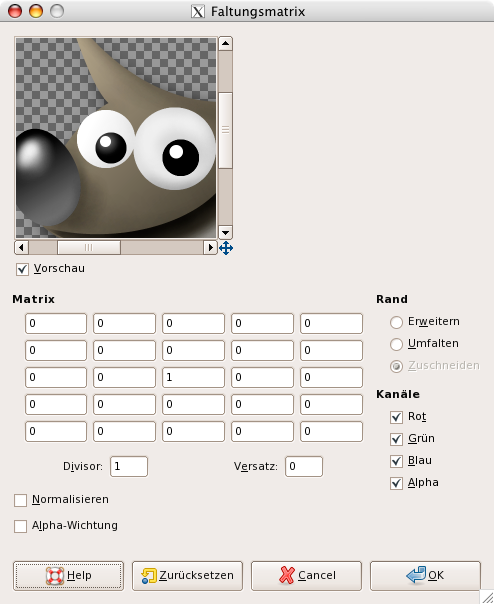 Faltungsmatrix
Vorschau
Matrix
0 0 0 0 0
0 0 0 0 0
0 0 1 0 0
0 0 0 0 0
0 0 0 0 0
Divisor: 1 Versatz: 0
Normalisieren
Alpha-Wichtung
Rand
Erweitern
Umfalten
Zuschneiden
Kanäle
Rot
Grün
Blau
Alpha
Help Zurücksetzen Cancel OK